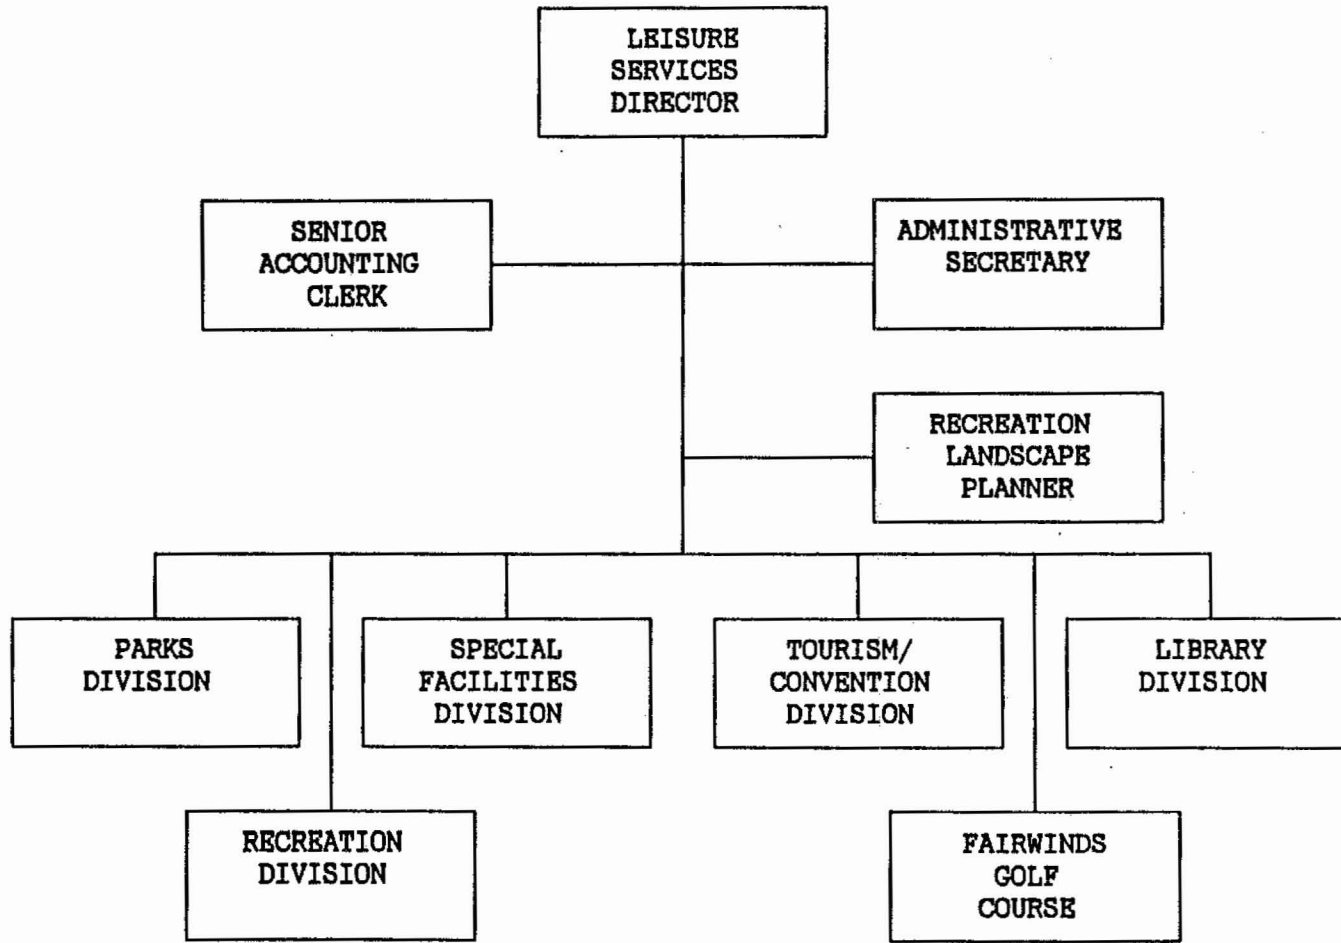 LEISURE
SERVICES
DIRECTOR
SENIOR
ACCOUNTING
CLERK
ADMINISTRATIVE
SECRETARY
RECREATION
LANDSCAPE
PLANNER
PARKS
DIVISION
SPECIAL
FACILITIES
DIVISION
TOURISM/
CONVENTION
DIVISION
LIBRARY
DIVISION
RECREATION
DIVISION
FAIRWINDS
GOLF
COURSE